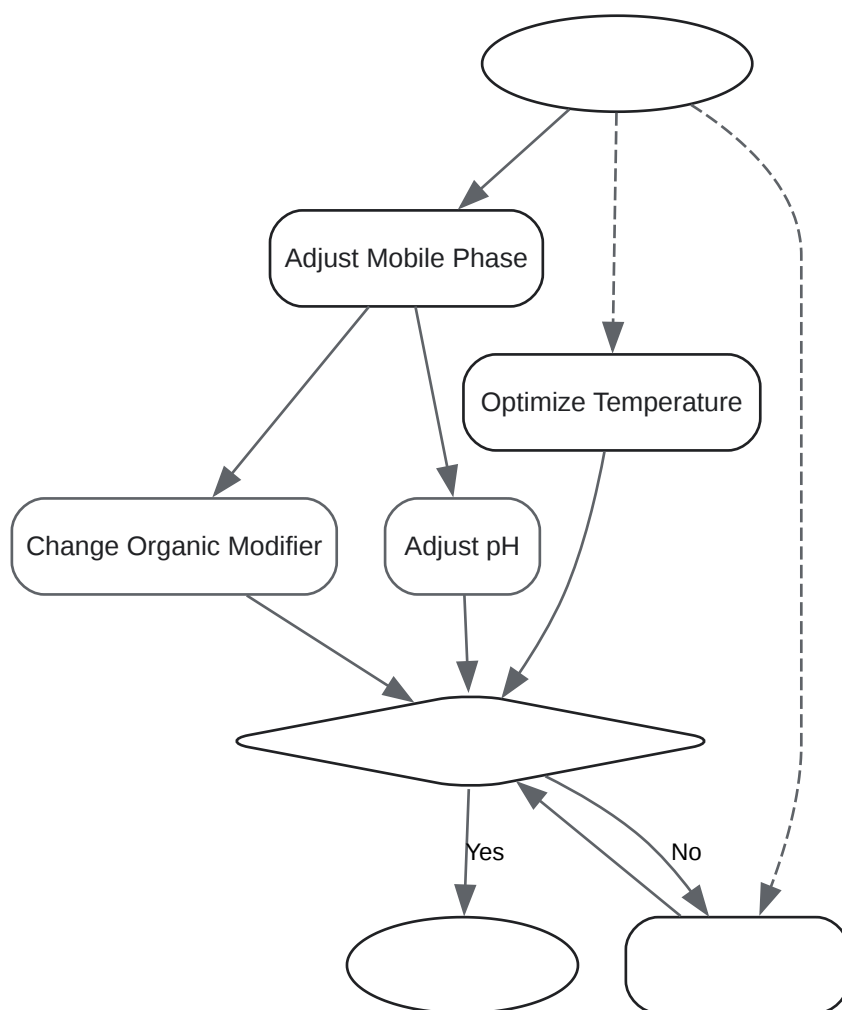 Adjust Mobile Phase
Optimize Temperature
Change Organic Modifier
Adjust pH
Yes
No